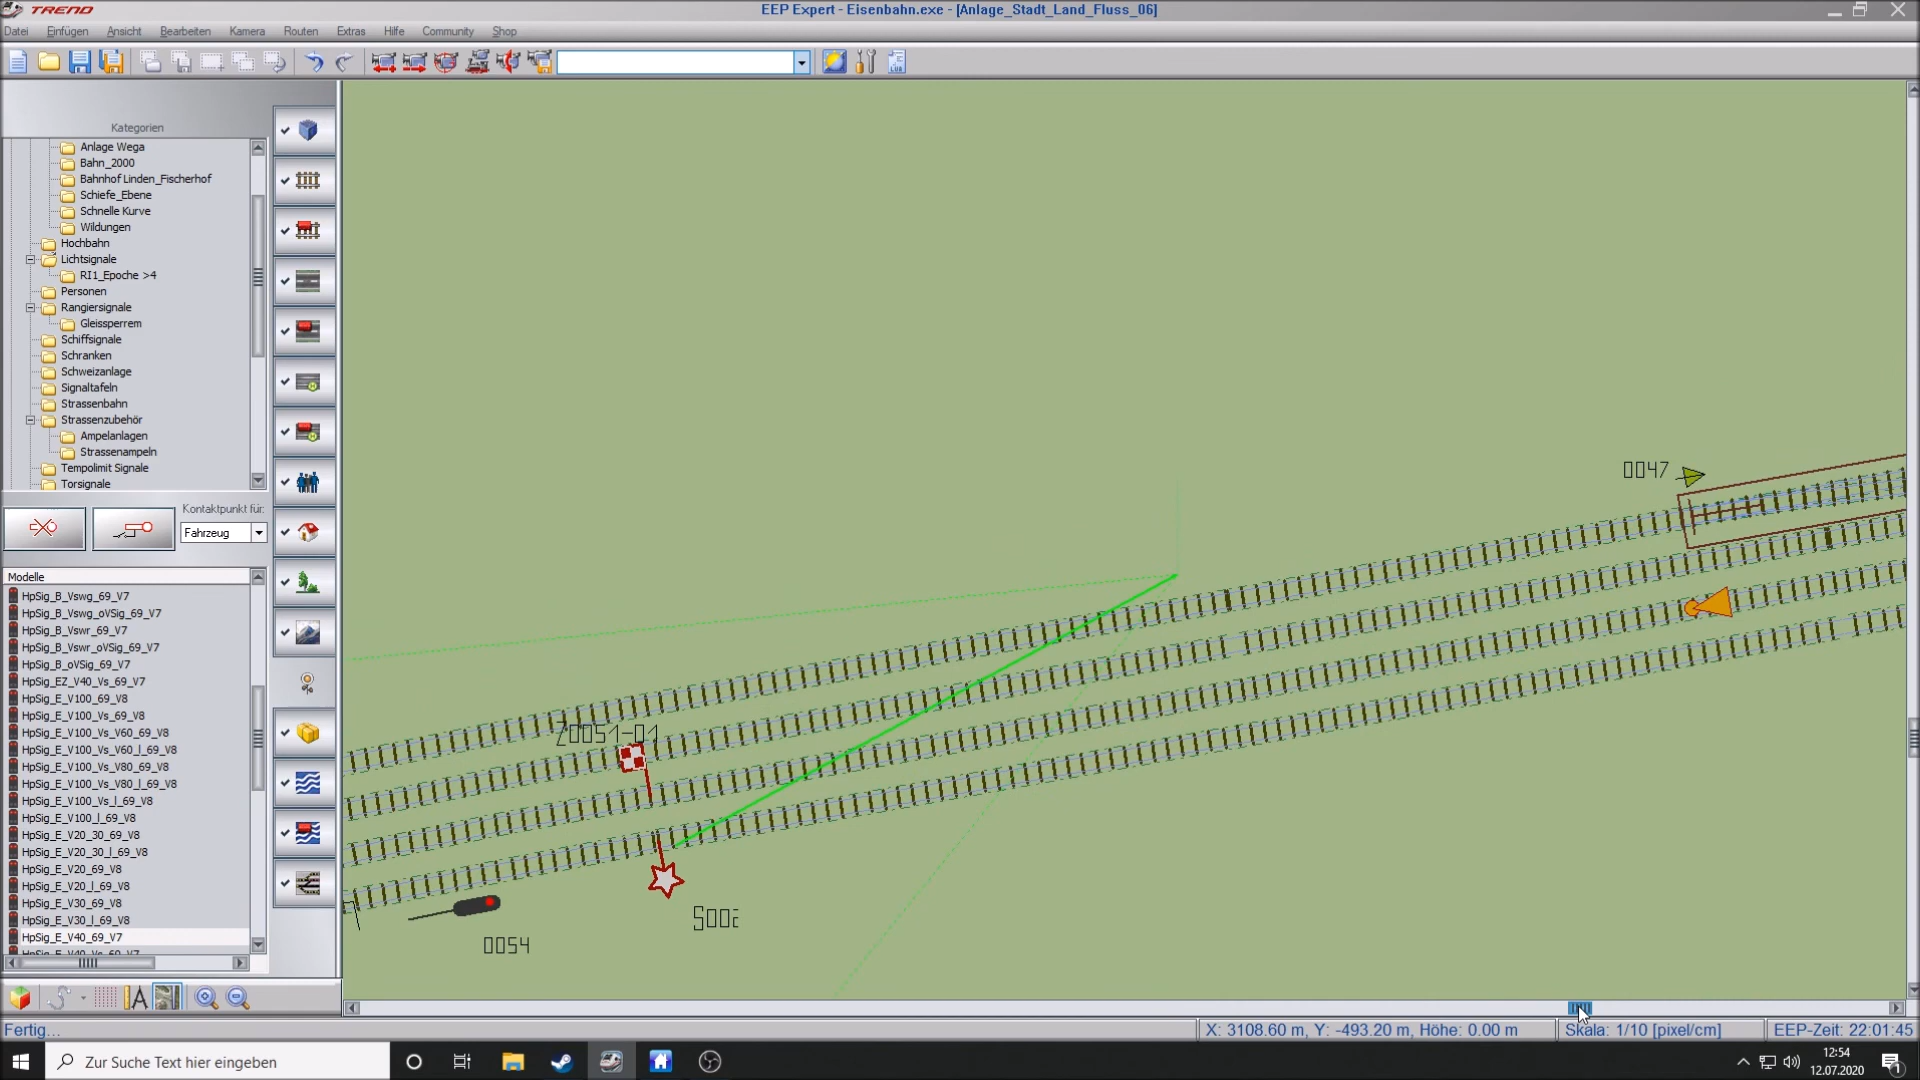 TREND
EEP Expert - Eisenbahn.exe - [Anlage_Stadt_Land_Fluss_06]
Datei Einfügen Ansicht Bearbeiten Kamera Routen Extras Hilfe Community Shop
Kategorien
Anlage Wega
Bahn_2000
Bahnhof Linden_Fischerhof
Schiefe_Ebene
Schnelle Kurve
Wildungen
Hochbahn
Lichtsignale
RI1_Epoche >4
Personen
Rangiersignale
Gleissperrem
Schiffsignale
Schranken
Schweizanlage
Signaltafeln
Strassenbahn
Strassenzubehör
Ampelanlagen
Strassenampeln
Tempolimit Signale
Torsignale
Kontaktpunkt für:
Fahrzeug
Modelle
HpSig_B_Vswg_69_V7
HpSig_B_Vswg_oVSig_69_V7
HpSig_B_Vswr_69_V7
HpSig_B_Vswr_oVSig_69_V7
HpSig_B_oVSig_69_V7
HpSig_EZ_V40_Vs_69_V7
HpSig_E_V100_69_V8
HpSig_E_V100_Vs_69_V8
HpSig_E_V100_Vs_V60_69_V8
HpSig_E_V100_Vs_V60_l_69_V8
HpSig_E_V100_Vs_V80_69_V8
HpSig_E_V100_Vs_V80_l_69_V8
HpSig_E_V100_Vs_l_69_V8
HpSig_E_V100_l_69_V8
HpSig_E_V20_30_69_V8
HpSig_E_V20_30_l_69_V8
HpSig_E_V20_69_V8
HpSig_E_V20_l_69_V8
HpSig_E_V30_69_V8
HpSig_E_V30_l_69_V8
HpSig_E_V40_69_V7
0047
Z0051-01
0054
Fertig...
X: 3108.60 m, Y: -493.20 m, Höhe: 0.00 m
Skala: 1/10 [pixel/cm]
EEP-Zeit: 22:01:45
Zur Suche Text hier eingeben
12:54
12.07.2020
1